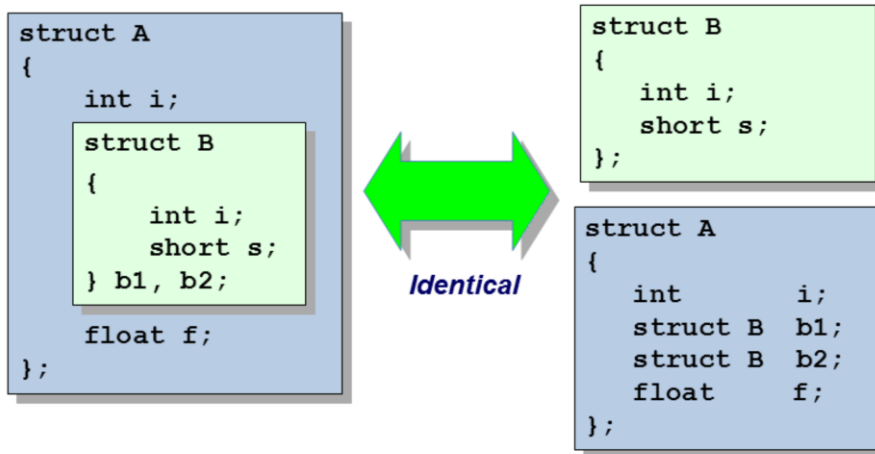 struct A
{
int i;
struct B
{
int i;
short s;
} b1, b2;
float f;
};
Identical
struct B
{
int i;
short s;
};
struct A
{
int i;
struct B b1;
struct B b2;
float f;
};